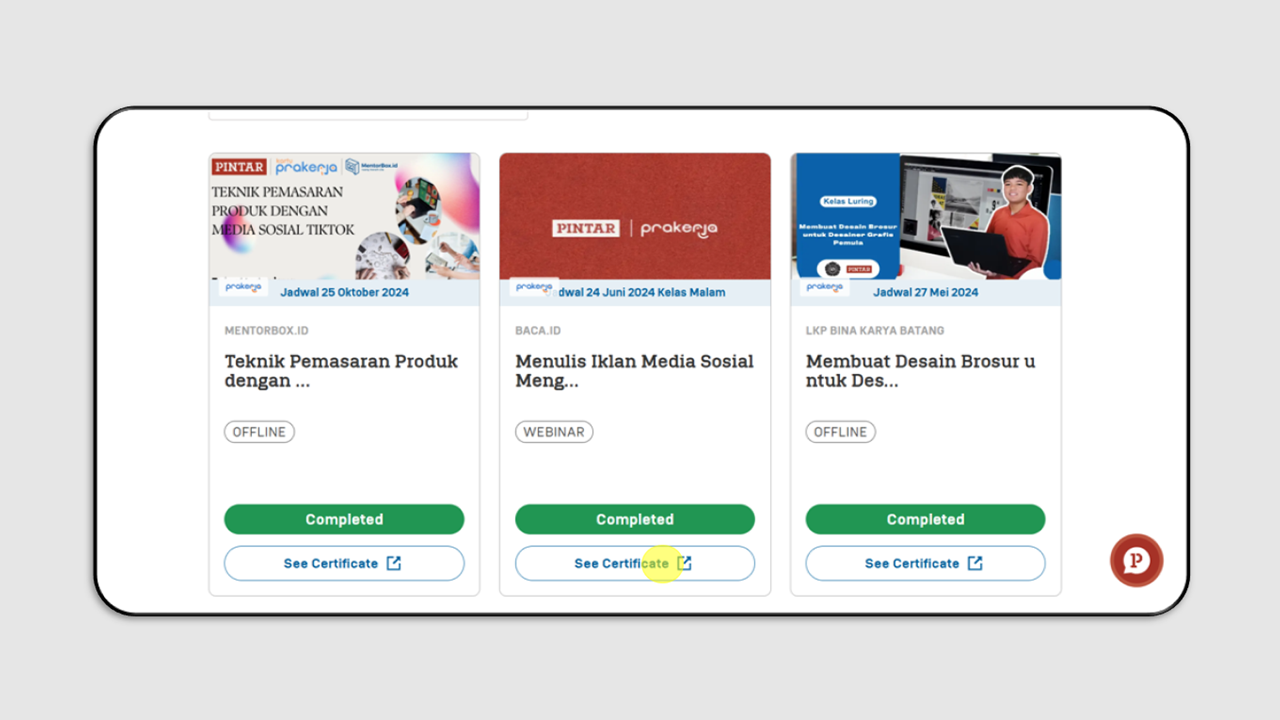 PINTAR
prakerja
MentorBox.id
TEKNIK PEMASARAN
PRODUK DENGAN
MEDIA SOSIAL TIKTOK
prakerja
Jadwal 25 Oktober 2024
MENTORBOX.ID
Teknik Pemasaran Produk
dengan ...
OFFLINE
Completed
See Certificate
PINTAR
prakerja
prakerja
dwal 24 Juni 2024 Kelas Malam
BACA.ID
Menulis Iklan Media Sosial
Meng...
WEBINAR
Completed
See Certificate
Kelas Luring
Membuat Desain Brosur
untuk Desainer Grafis
Pemula
PINTAR
prakerja
Jadwal 27 Mei 2024
LKP BINA KARYA BATANG
Membuat Desain Brosur u
ntuk Des...
OFFLINE
Completed
See Certificate
P